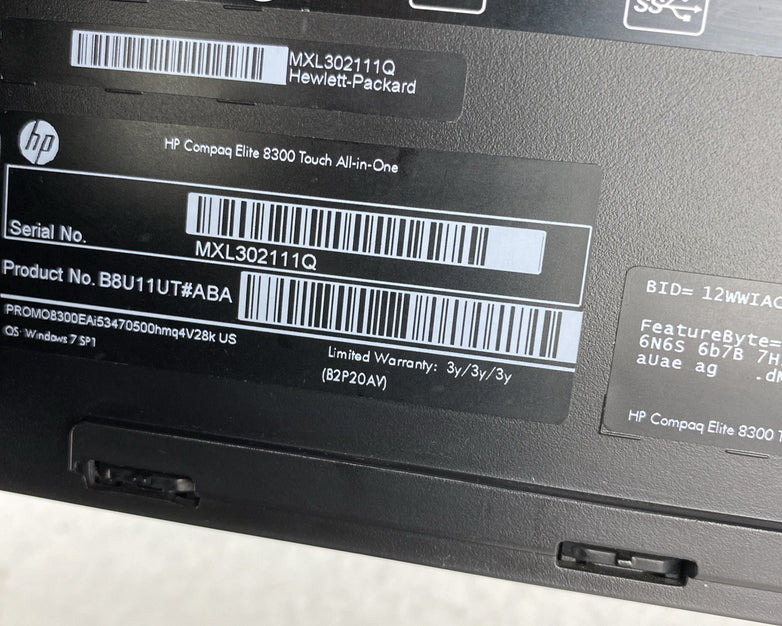 SS
MXL302111Q
Hewlett-Packard
hp
HP Compaq Elite 8300 Touch All-in-One
Serial No.
MXL302111Q
Product No. B8U11UT#ABA
PROMO8300EAi53470500hmq4V28k US
OS: Windows 7 SP1
Limited Warranty: 3y/3y/3y
(B2P20AV)
BID= 12WWIAC
FeatureByte=
6N6S 6b7B 7H
aUae ag .dM
HP Compaq Elite 8300 T